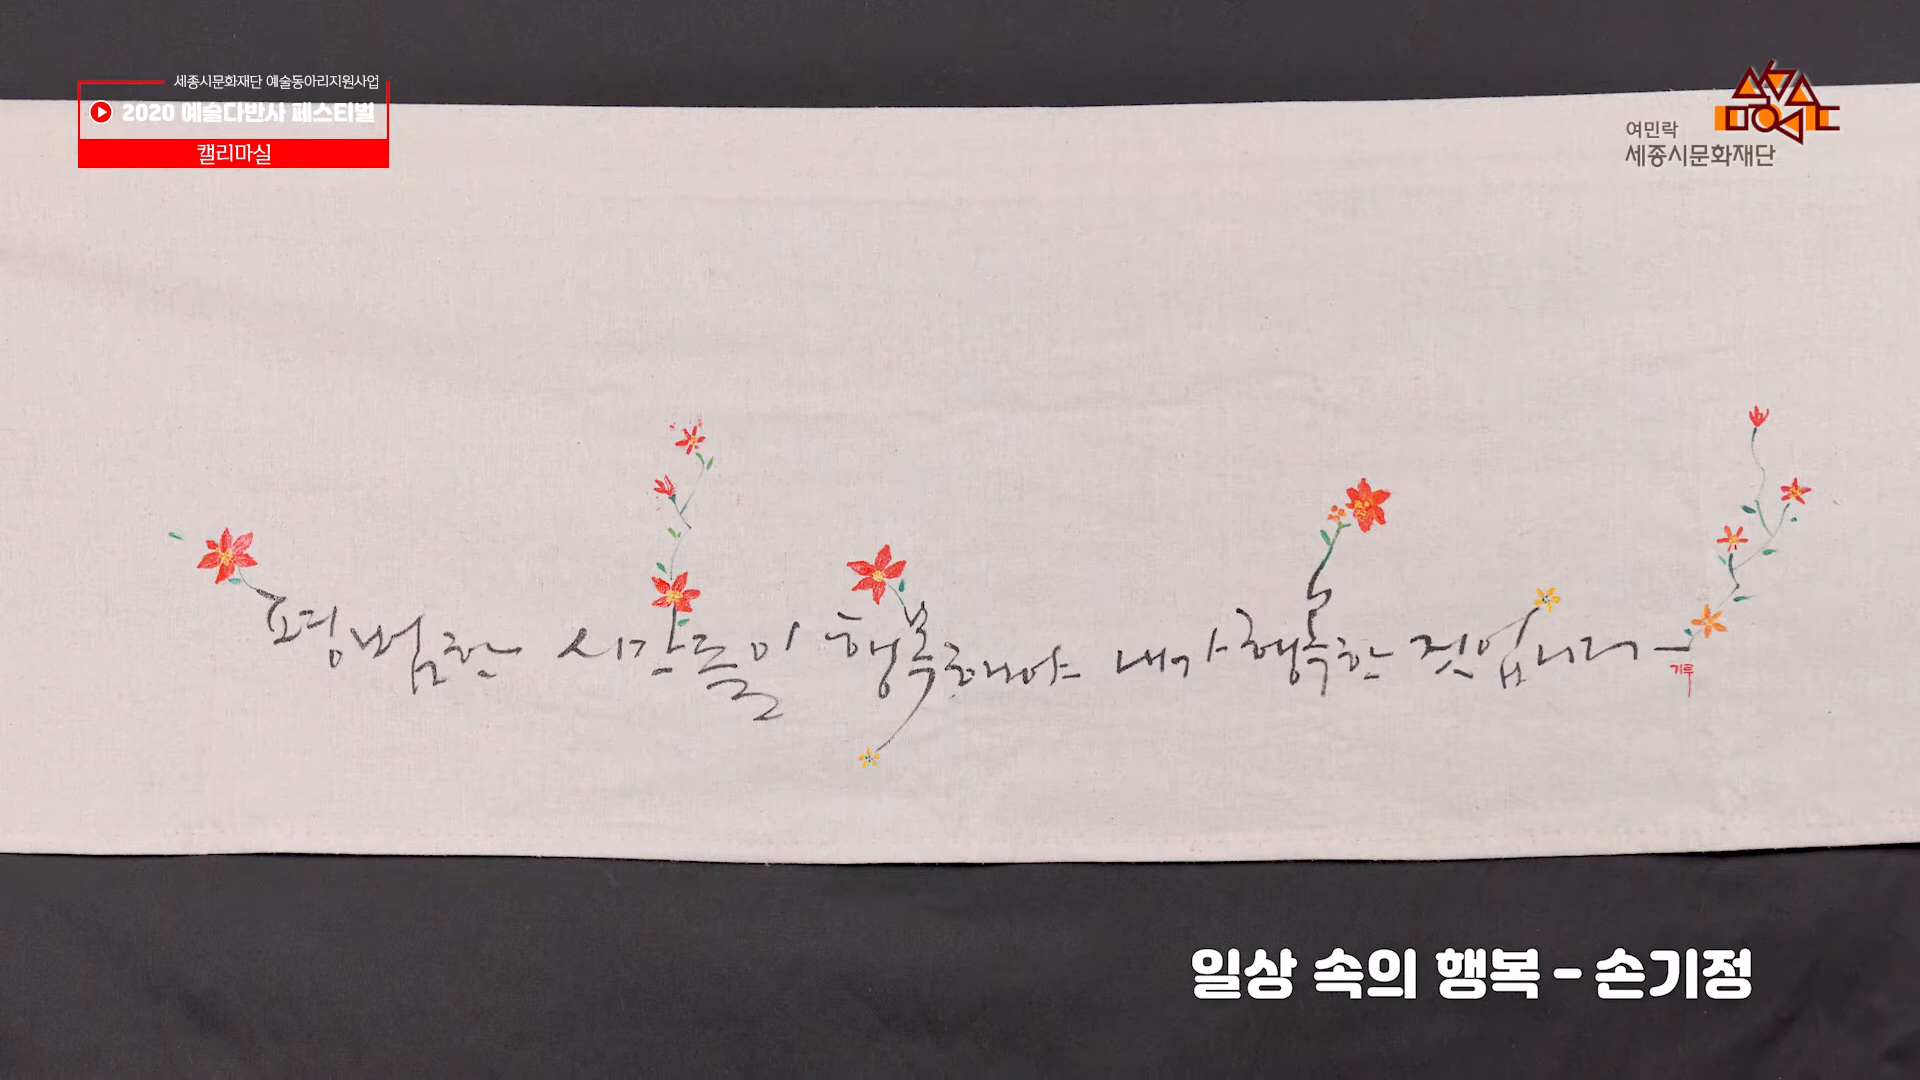 세종시문화재단 예술동아리지원사업
2020 예술다반사 페스티벌
캘리마실
여민락
세종시문화재단
평범한 시간들이 행복해야 내가 행복한 것입니다
기루
일상 속의 행복 - 손기정